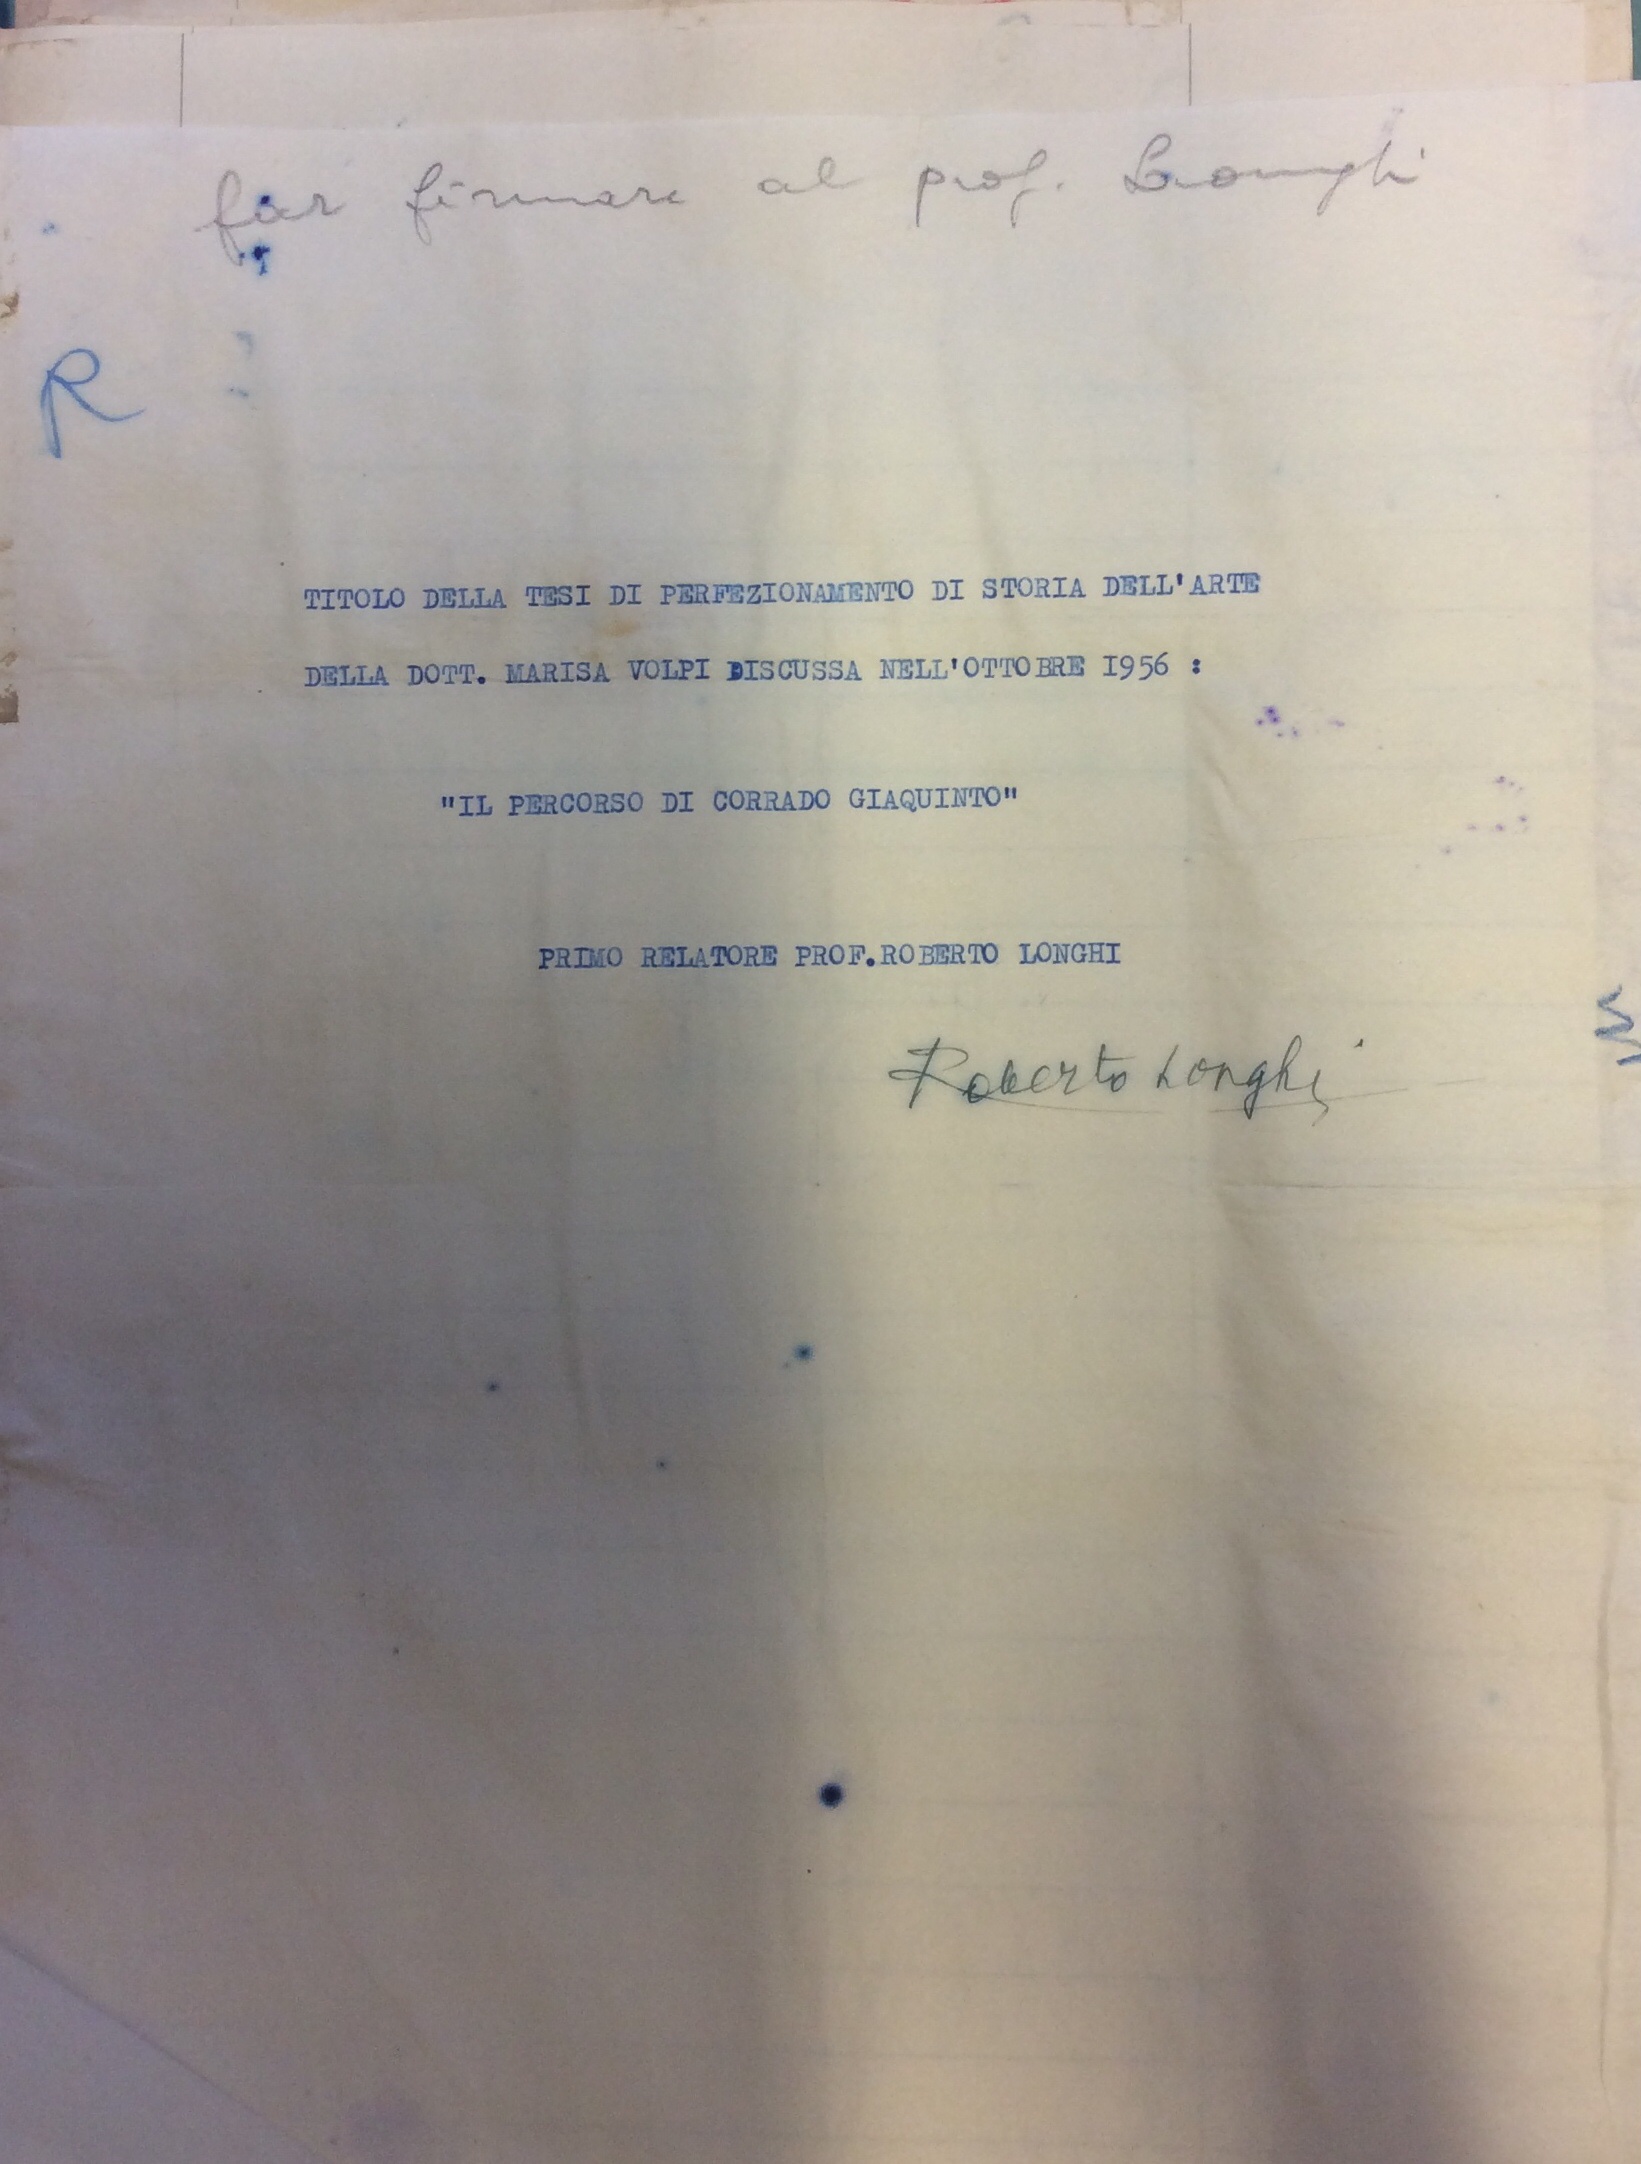 far firmare al prof. Longhi
R
TITOLO DELLA TESI DI PERFEZIONAMENTO DI STORIA DELL'ARTE
DELLA DOTT. MARISA VOLPI DISCUSSA NELL'OTTOBRE 1956 :
"IL PERCORSO DI CORRADO GIAQUINTO"
PRIMO RELATORE PROF.ROBERTO LONGHI
Roberto Longhi